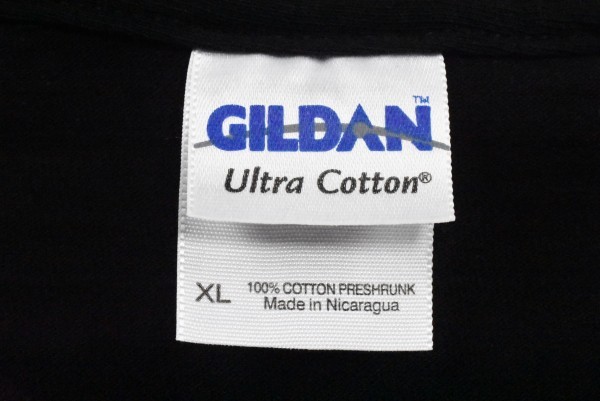 GILDAN™
Ultra Cotton®
XL
100% COTTON PRESHRUNK
Made in Nicaragua